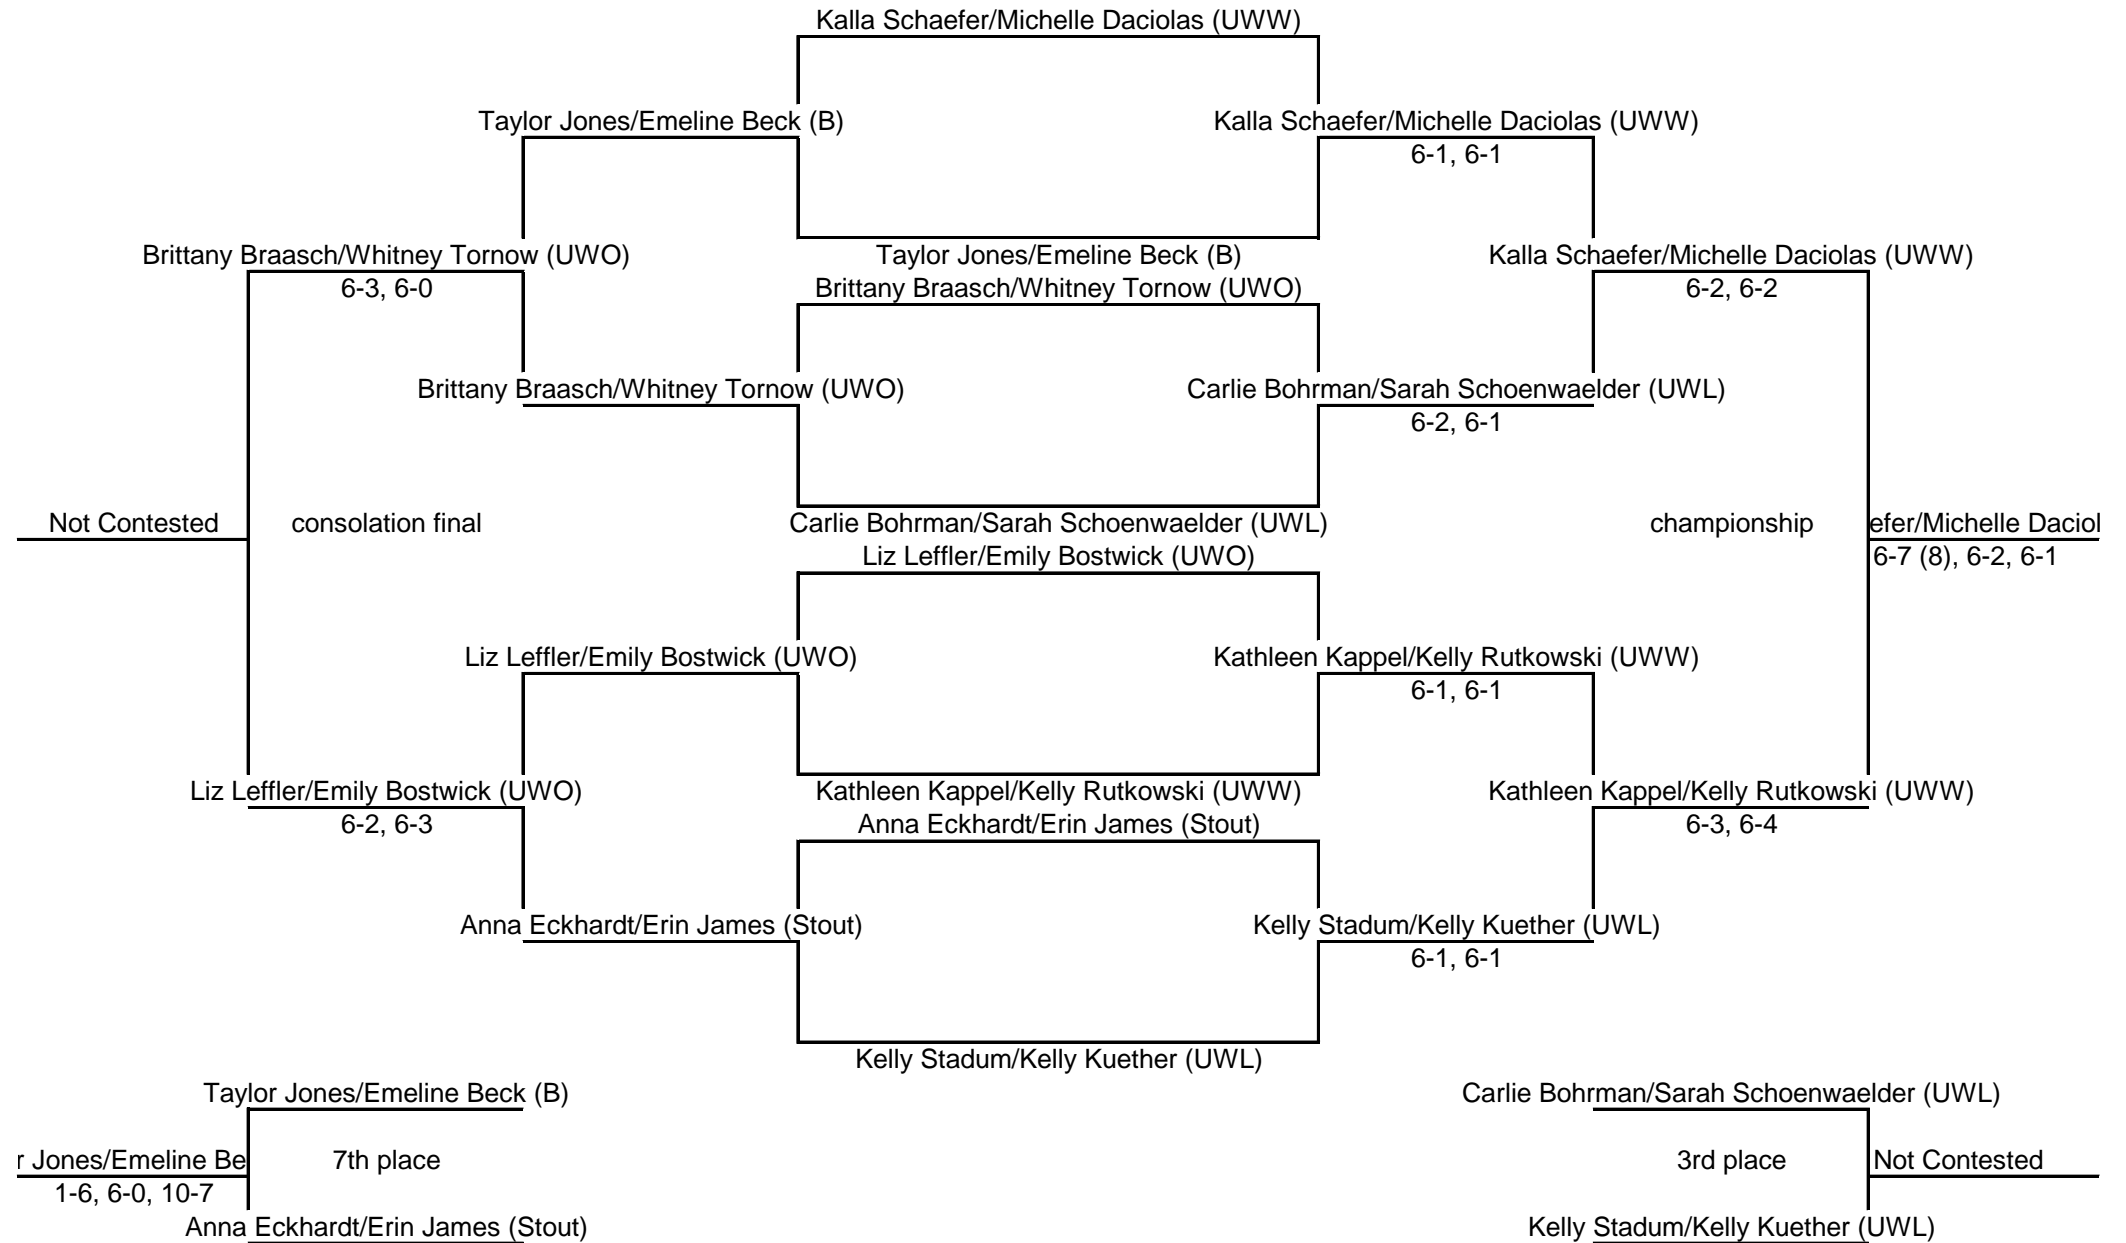 Kalla Schaefer/Michelle Daciolas (UWW)
Taylor Jones/Emeline Beck (B)
Kalla Schaefer/Michelle Daciolas (UWW)
6-1, 6-1
Brittany Braasch/Whitney Tornow (UWO)
6-3, 6-0
Taylor Jones/Emeline Beck (B)
Kalla Schaefer/Michelle Daciolas (UWW)
6-2, 6-2
Brittany Braasch/Whitney Tornow (UWO)
Brittany Braasch/Whitney Tornow (UWO)
Carlie Bohrman/Sarah Schoenwaelder (UWL)
6-2, 6-1
Not Contested
consolation final
Carlie Bohrman/Sarah Schoenwaelder (UWL)
championship
efer/Michelle Daciol
6-7 (8), 6-2, 6-1
Liz Leffler/Emily Bostwick (UWO)
Liz Leffler/Emily Bostwick (UWO)
Kathleen Kappel/Kelly Rutkowski (UWW)
6-1, 6-1
Liz Leffler/Emily Bostwick (UWO)
6-2, 6-3
Kathleen Kappel/Kelly Rutkowski (UWW)
Kathleen Kappel/Kelly Rutkowski (UWW)
6-3, 6-4
Anna Eckhardt/Erin James (Stout)
Anna Eckhardt/Erin James (Stout)
Kelly Stadum/Kelly Kuether (UWL)
6-1, 6-1
Kelly Stadum/Kelly Kuether (UWL)
Taylor Jones/Emeline Beck (B)
Carlie Bohrman/Sarah Schoenwaelder (UWL)
r Jones/Emeline Be
7th place
3rd place
Not Contested
1-6, 6-0, 10-7
Anna Eckhardt/Erin James (Stout)
Kelly Stadum/Kelly Kuether (UWL)